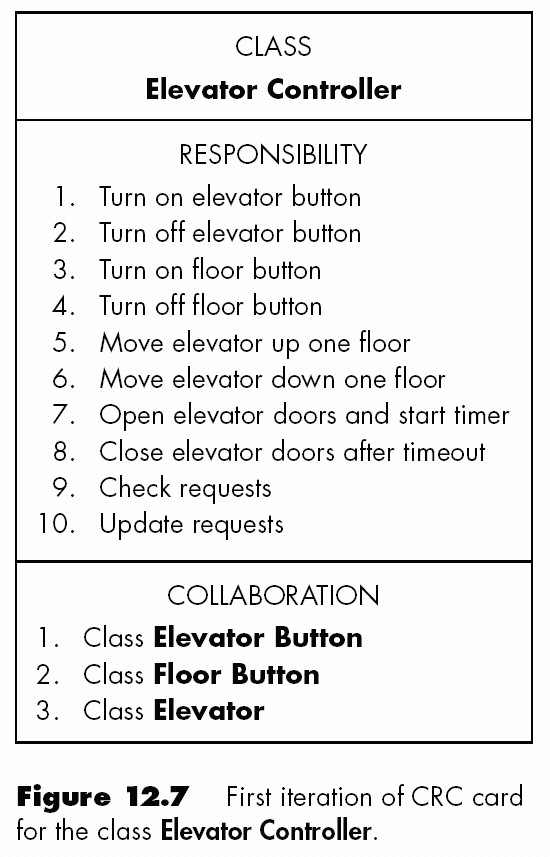 CLASS
Elevator Controller
RESPONSIBILITY
1. Turn on elevator button
2. Turn off elevator button
3. Turn on floor button
4. Turn off floor button
5. Move elevator up one floor
6. Move elevator down one floor
7. Open elevator doors and start timer
8. Close elevator doors after timeout
9. Check requests
10. Update requests
COLLABORATION
1. Class Elevator Button
2. Class Floor Button
3. Class Elevator
Figure 12.7 First iteration of CRC card
for the class Elevator Controller.